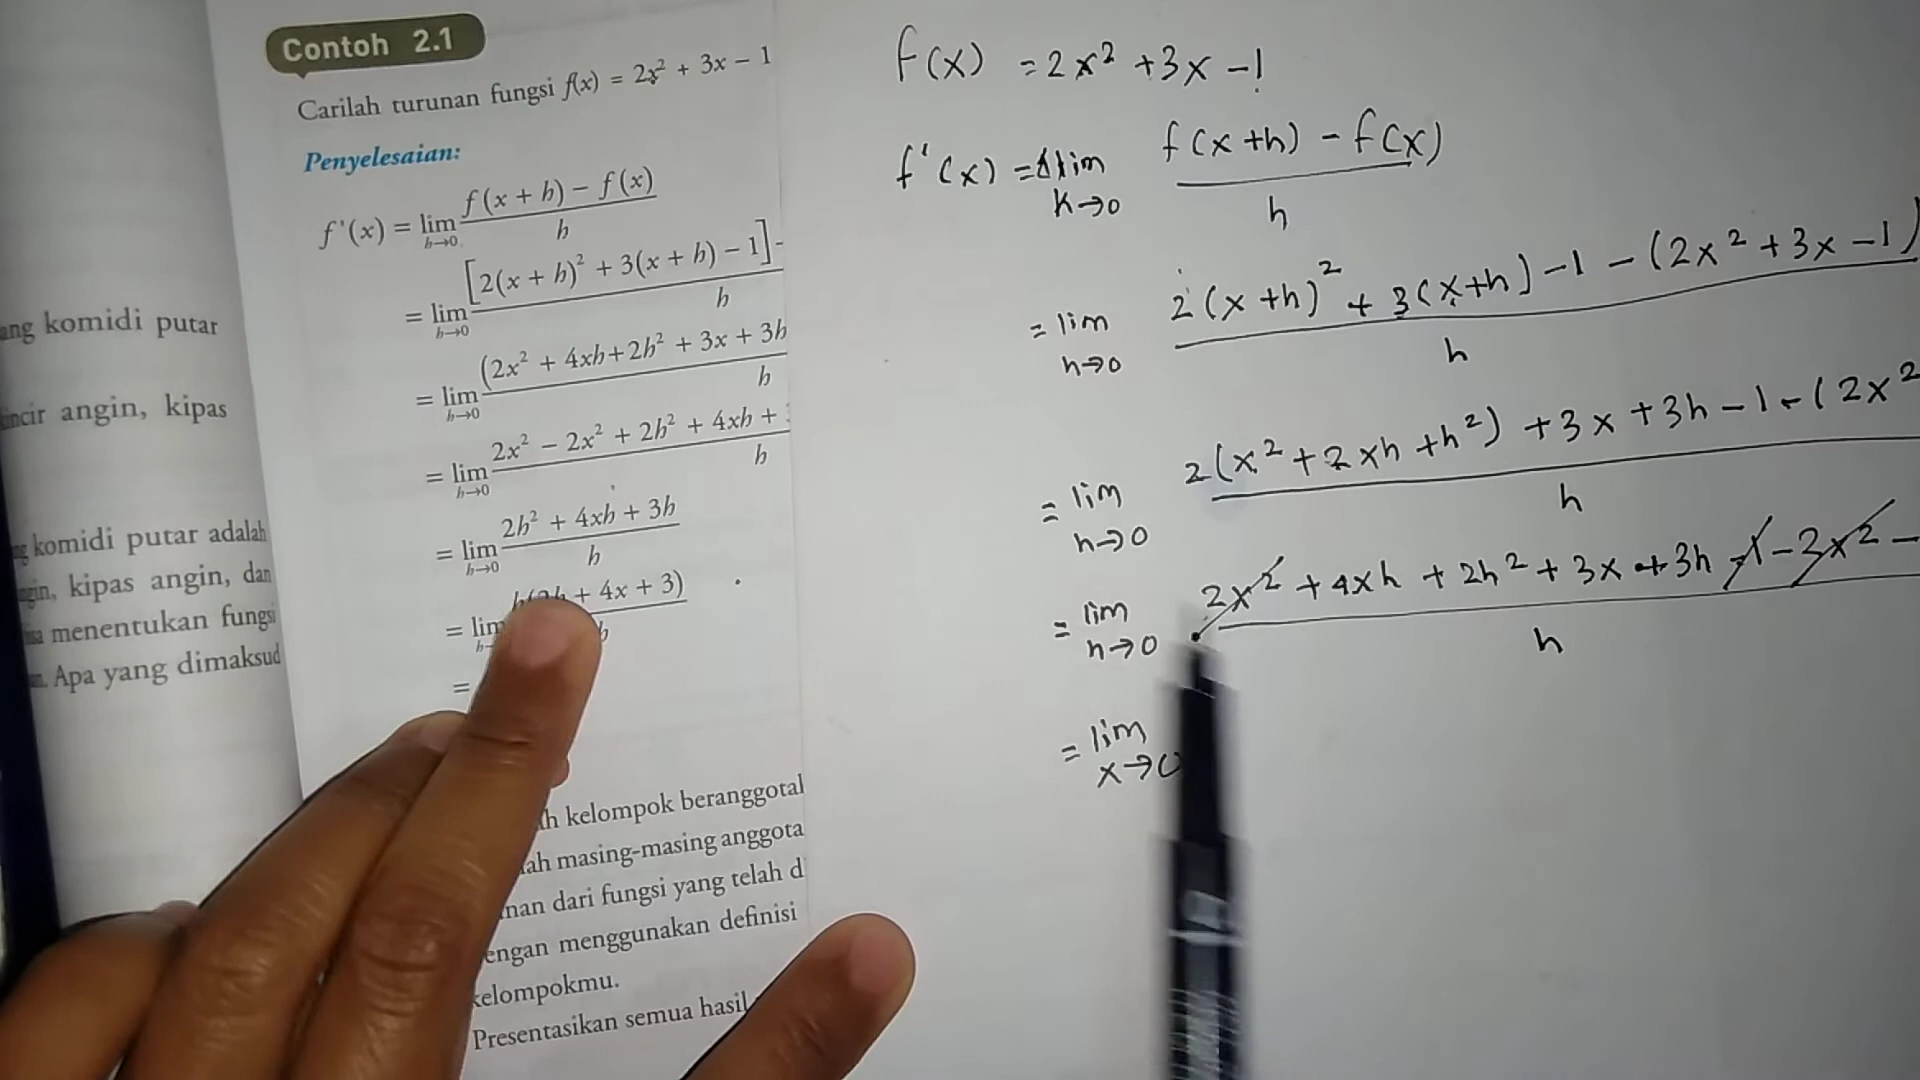 komidi putar
angin, kipas
komidi putar adalah
kipas angin, dan
menentukan fungsi
Apa yang dimaksud
Contoh 2.1
Carilah turunan fungsi f(x) = 2x² + 3x − 1
Penyelesaian:
f'(x) = lim h→0 f(x + h) − f(x) / h
= lim h→0 [2(x + h)² + 3(x + h) − 1] - / h
= lim h→0 (2x² + 4xh+2h² + 3x + 3h / h
= lim h→0 2x² − 2x² + 2h² + 4xh + / h
= lim h→0 2h² + 4xh + 3h / h
= lim + 4x + 3) / h
=
kelompok beranggota
masing-masing anggota
dari fungsi yang telah d
engan menggunakan definisi
kelompokmu.
Presentasikan semua hasil
f(x) = 2x² + 3x − 1
f'(x) = lim k→0 f(x+h) − f(x) / h
= lim h→0 2(x+h)² + 3(x+h) − 1 − (2x² + 3x − 1) / h
= lim h→0 2(x² + 2xh + h²) + 3x + 3h − 1 − (2x² / h
= lim h→0 2x² + 4xh + 2h² + 3x + 3h − 1 − 3x² − / h
= lim x→0